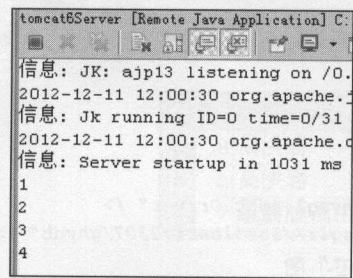 tomcat6Server [Remote Java Application] C:
信息: JK: ajp13 listening on /0.
2012-12-11 12:00:30 org.apache.j
信息: Jk running ID=0 time=0/31
2012-12-11 12:00:30 org.apache.c
信息: Server startup in 1031 ms
1
2
3
4